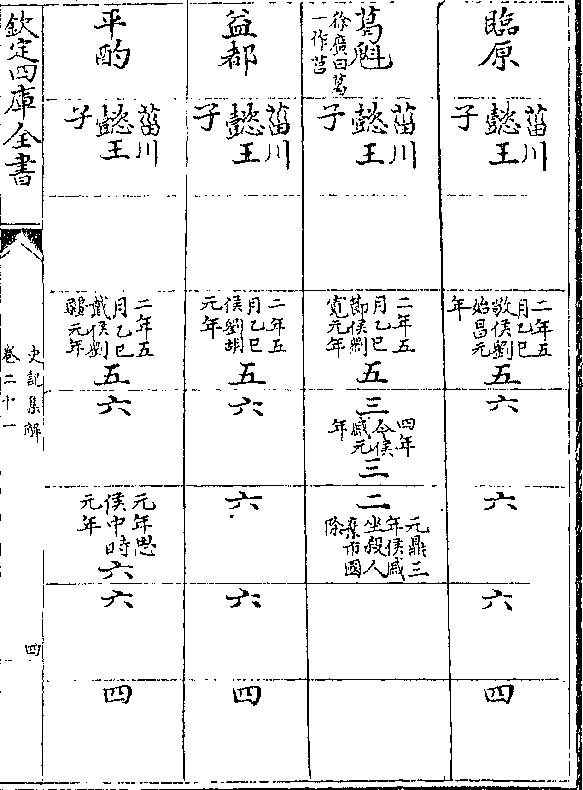 臨原
菑川懿王子
二年五月乙巳敬侯劉始昌元年
五
六
六
六
四
葛魁
徐廣曰葛一作莒
菑川懿王子
二年五月乙巳節侯劉寛元年
五
三
四年今侯戚元年
三
二
元鼎三年侯戚坐殺人棄市國除
益都
菑川懿王子
二年五月乙巳侯劉胡元年
五
六
六
六
四
平酌
菑川懿王子
二年五月乙巳戴侯劉元年
五
六
元年思侯中時元年
六
六
四
史記集解
卷二十一
四
欽定四庫全書